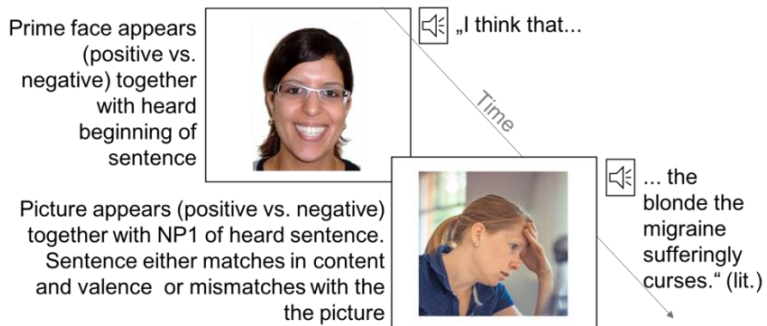 Prime face appears
(positive vs.
negative) together
with heard
beginning of
sentence
„I think that...
Time
Picture appears (positive vs. negative)
together with NP1 of heard sentence.
Sentence either matches in content
and valence or mismatches with the
the picture
... the
blonde the
migraine
sufferingly
curses.“ (lit.)